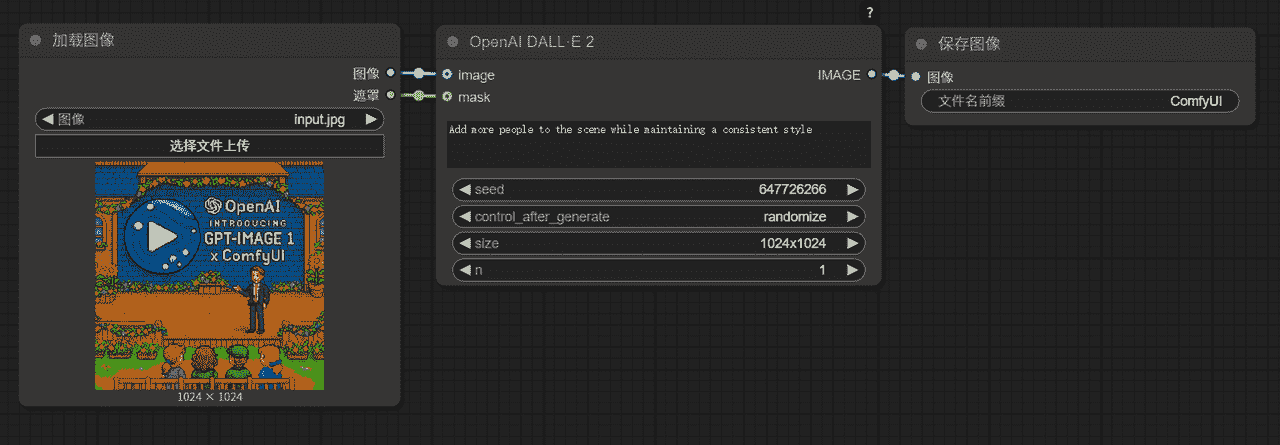 ?
加载图像
图像
遮罩
图像 input.jpg
选择文件上传
OpenAI
INTRODUCING
GPT-IMAGE 1
x ComfyUI
1024 × 1024
OpenAI DALL·E 2
image IMAGE
mask
Add more people to the scene while maintaining a consistent style
seed 647726266
control_after_generate randomize
size 1024x1024
n 1
保存图像
图像
文件名前缀 ComfyUI